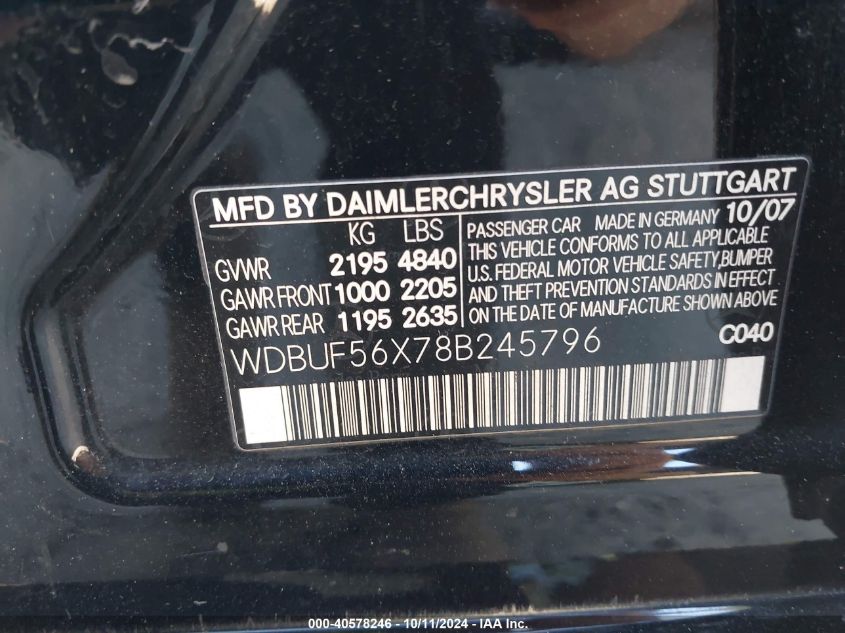 MFD BY DAIMLERCHRYSLER AG STUTTGART
KG LBS
GVWR 2195 4840
GAWR FRONT 1000 2205
GAWR REAR 1195 2635
PASSENGER CAR MADE IN GERMANY 10/07
THIS VEHICLE CONFORMS TO ALL APPLICABLE
U.S. FEDERAL MOTOR VEHICLE SAFETY,BUMPER
AND THEFT PREVENTION STANDARDS IN EFFECT
ON THE DATE OF MANUFACTURE SHOWN ABOVE
WDBUF56X78B245796 C040
000-40578246 - 10/11/2024 - IAA Inc.